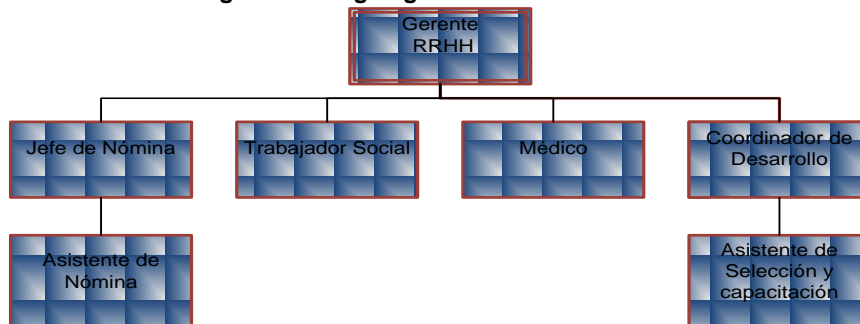 Gerente
RRHH
Jefe de Nómina
Trabajador Social
Médico
Coordinador de
Desarrollo
Asistente de
Nómina
Asistente de
Selección y
capacitación